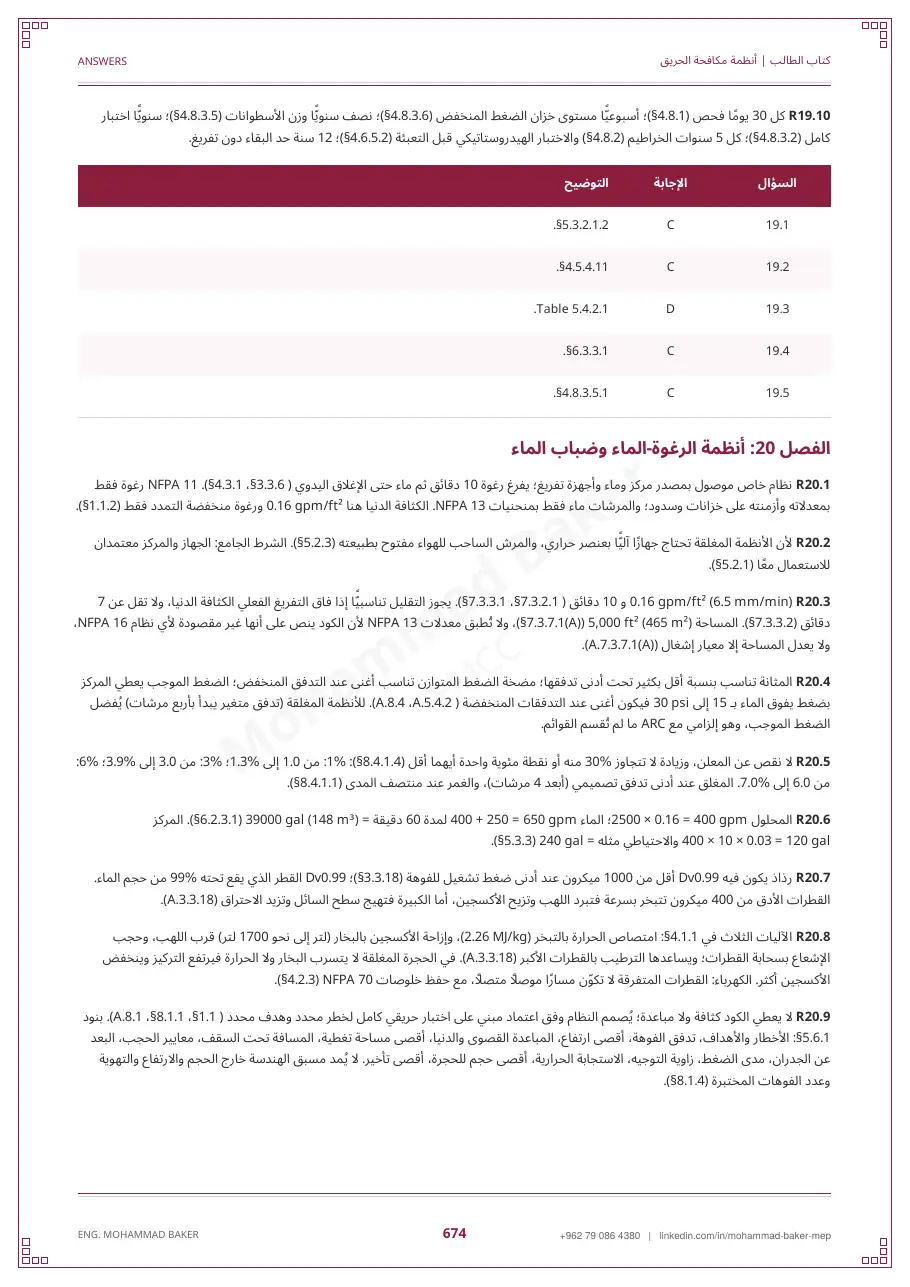 كتاب الطالب | أنظمة مكافحة الحريق
ANSWERS
R19.10 كل 30 يومًا فحص (§4.8.1)؛ أسبوعيًّا مستوى خزان الضغط المنخفض (§4.8.3.6)؛ نصف سنويًّا وزن الأسطوانات (§4.8.3.5)؛ سنويًّا اختبار
كامل (§4.8.3.2)؛ كل 5 سنوات الخراطيم (§4.8.2) والاختبار الهيدروستاتيكي قبل التعبئة (§4.6.5.2)؛ 12 سنة حد البقاء دون تفريغ.
السؤال الإجابة التوضيح
19.1 C §5.3.2.1.2.
19.2 C §4.5.4.11.
19.3 D Table 5.4.2.1.
19.4 C §6.3.3.1.
19.5 C §4.8.3.5.1.
الفصل 20: أنظمة الرغوة-الماء وضباب الماء
R20.1 نظام خاص موصول بمصدر مركز وماء وأجهزة تفريغ؛ يفرغ رغوة 10 دقائق ثم ماء حتى الإغلاق اليدوي (§3.3.6، §4.3.1). NFPA 11 رغوة فقط
بمعدلاته وأزمنته على خزانات وسدود؛ والمرشات ماء فقط بمنحنيات NFPA 13. الكثافة الدنيا هنا 0.16 gpm/ft² ورغوة منخفضة التمدد فقط (§1.1.2).
R20.2 لأن الأنظمة المغلقة تحتاج جهازًا آليًّا بعنصر حراري، والمرش الساحب للهواء مفتوح بطبيعته (§5.2.3). الشرط الجامع: الجهاز والمركز معتمدان
للاستعمال معًا (§5.2.1).
R20.3 0.16 gpm/ft² (6.5 mm/min) و 10 دقائق (§7.3.2.1، §7.3.3.1). يجوز التقليل تناسبيًّا إذا فاق التفريغ الفعلي الكثافة الدنيا، ولا تقل عن 7
دقائق (§7.3.3.2). المساحة 5,000 ft² (465 m²) (§7.3.7.1(A))، ولا تُطبق معدلات NFPA 13 لأن الكود ينص على أنها غير مقصودة لأي نظام NFPA 16،
ولا يعدل المساحة إلا معيار إشغال (A.7.3.7.1(A)).
R20.4 المثانة تناسب بنسبة أقل بكثير تحت أدنى تدفقها؛ مضخة الضغط المتوازن تناسب أغنى عند التدفق المنخفض؛ الضغط الموجب يعطي المركز
بضغط يفوق الماء بـ 15 إلى 30 psi فيكون أغنى عند التدفقات المنخفضة (A.5.4.2، A.8.4). للأنظمة المغلقة (تدفق متغير يبدأ بأربع مرشات) يُفضل
الضغط الموجب، وهو إلزامي مع ARC ما لم تُقسم القوائم.
R20.5 لا نقص عن المعلن، وزيادة لا تتجاوز 30% منه أو نقطة مئوية واحدة أيهما أقل (§8.4.1.4): 1%: من 1.0 إلى 1.3%؛ 3%: من 3.0 إلى 3.9%؛ 6%:
من 6.0 إلى 7.0%. المغلق عند أدنى تدفق تصميمي (أبعد 4 مرشات)، والغمر عند منتصف المدى (§8.4.1.1).
R20.6 المحلول 2500 × 0.16 = 400 gpm؛ الماء 400 + 250 = 650 gpm لمدة 60 دقيقة = 39000 gal (148 m³) (§6.2.3.1). المركز
400 × 10 × 0.03 = 120 gal والاحتياطي مثله = 240 gal (§5.3.3).
R20.7 رذاذ يكون فيه Dv0.99 أقل من 1000 ميكرون عند أدنى ضغط تشغيل للفوهة (§3.3.18)؛ Dv0.99 القطر الذي يقع تحته 99% من حجم الماء.
القطرات الأدق من 400 ميكرون تتبخر بسرعة فتبرد اللهب وتزيح الأكسجين، أما الكبيرة فتهيج سطح السائل وتزيد الاحتراق (A.3.3.18).
R20.8 الآليات الثلاث في §4.1.1: امتصاص الحرارة بالتبخر (2.26 MJ/kg)، وإزاحة الأكسجين بالبخار (لتر إلى نحو 1700 لتر) قرب اللهب، وحجب
الإشعاع بسحابة القطرات؛ ويساعدها الترطيب بالقطرات الأكبر (A.3.3.18). في الحجرة المغلقة لا يتسرب البخار ولا الحرارة فيرتفع التركيز وينخفض
الأكسجين أكثر. الكهرباء: القطرات المتفرقة لا تكوّن مسارًا موصلًا متصلًا، مع حفظ خلوصات NFPA 70 (§4.2.3).
R20.9 لا يعطي الكود كثافة ولا مباعدة؛ يُصمم النظام وفق اعتماد مبني على اختبار حريقي كامل لخطر محدد وهدف محدد (§1.1، §8.1.1، A.8.1). بنود
§5.6.1: الأخطار والأهداف، تدفق الفوهة، أقصى ارتفاع، المباعدة القصوى والدنيا، أقصى مساحة تغطية، المسافة تحت السقف، معايير الحجب، البعد
عن الجدران، مدى الضغط، زاوية التوجيه، الاستجابة الحرارية، أقصى حجم للحجرة، أقصى تأخير. لا يُمد مسبق الهندسة خارج الحجم والارتفاع والتهوية
وعدد الفوهات المختبرة (§8.1.4).
ENG. MOHAMMAD BAKER
674
+962 79 086 4380 | linkedin.com/in/mohammad-baker-mep